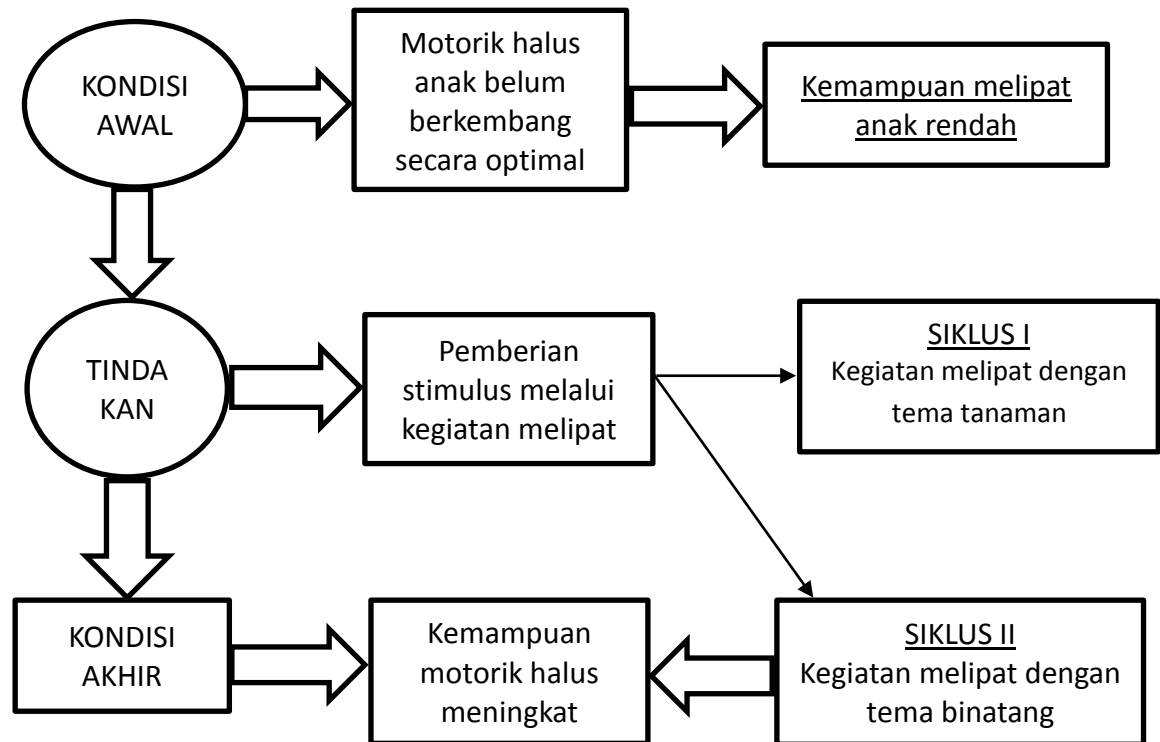 KONDISI
AWAL
Motorik halus
anak belum
berkembang
secara optimal
Kemampuan melipat
anak rendah
TINDA
KAN
Pemberian
stimulus melalui
kegiatan melipat
SIKLUS I
Kegiatan melipat dengan
tema tanaman
KONDISI
AKHIR
Kemampuan
motorik halus
meningkat
SIKLUS II
Kegiatan melipat dengan
tema binatang